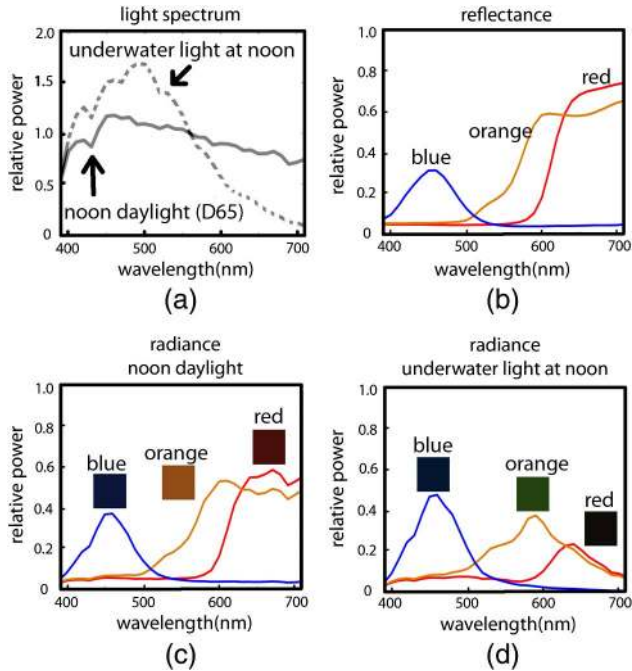 light spectrum
2.0
underwater light at noon
1.5
1.0
0.5
0
relative power
noon daylight (D65)
400 500 600 700
wavelength(nm)
(a)
reflectance
1.0
0.8
0.6
0.4
0.2
0
relative power
blue
orange
red
400 500 600 700
wavelength(nm)
(b)
radiance
noon daylight
1.0
0.8
0.6
0.4
0.2
0
relative power
blue
orange
red
400 500 600 700
wavelength(nm)
(c)
radiance
underwater light at noon
1.0
0.8
0.6
0.4
0.2
0
relative power
blue
orange
red
400 500 600 700
wavelength(nm)
(d)